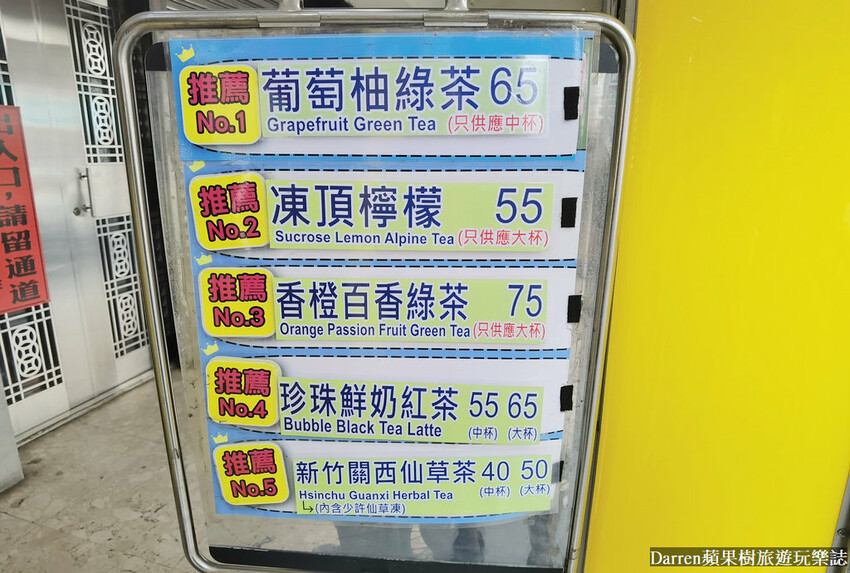 推薦 No.1
葡萄柚綠茶 65
Grapefruit Green Tea (只供應中杯)
推薦 No.2
凍頂檸檬 55
Sucrose Lemon Alpine Tea (只供應大杯)
推薦 No.3
香橙百香綠茶 75
Orange Passion Fruit Green Tea (只供應大杯)
推薦 No.4
珍珠鮮奶紅茶 55 65
Bubble Black Tea Latte (中杯) (大杯)
推薦 No.5
新竹關西仙草茶 40 50
Hsinchu Guanxi Herbal Tea (中杯) (大杯)
(內含少許仙草凍)
出入口,請留通道
Darren蘋果樹旅遊玩樂誌